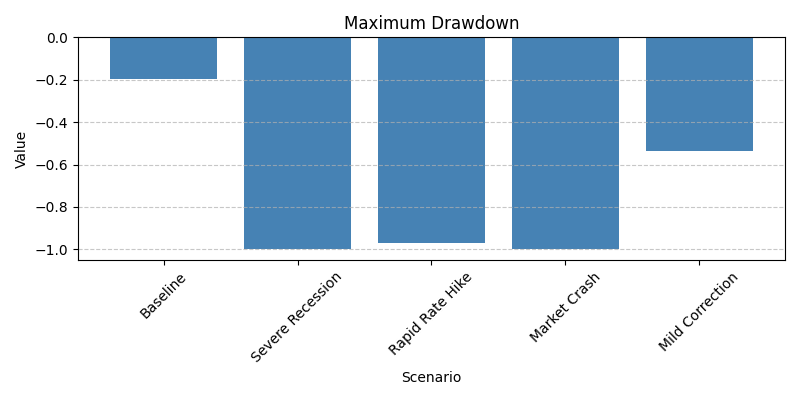 Maximum Drawdown
0.0
−0.2
−0.4
−0.6
−0.8
−1.0
Value
Baseline
Severe Recession
Rapid Rate Hike
Market Crash
Mild Correction
Scenario